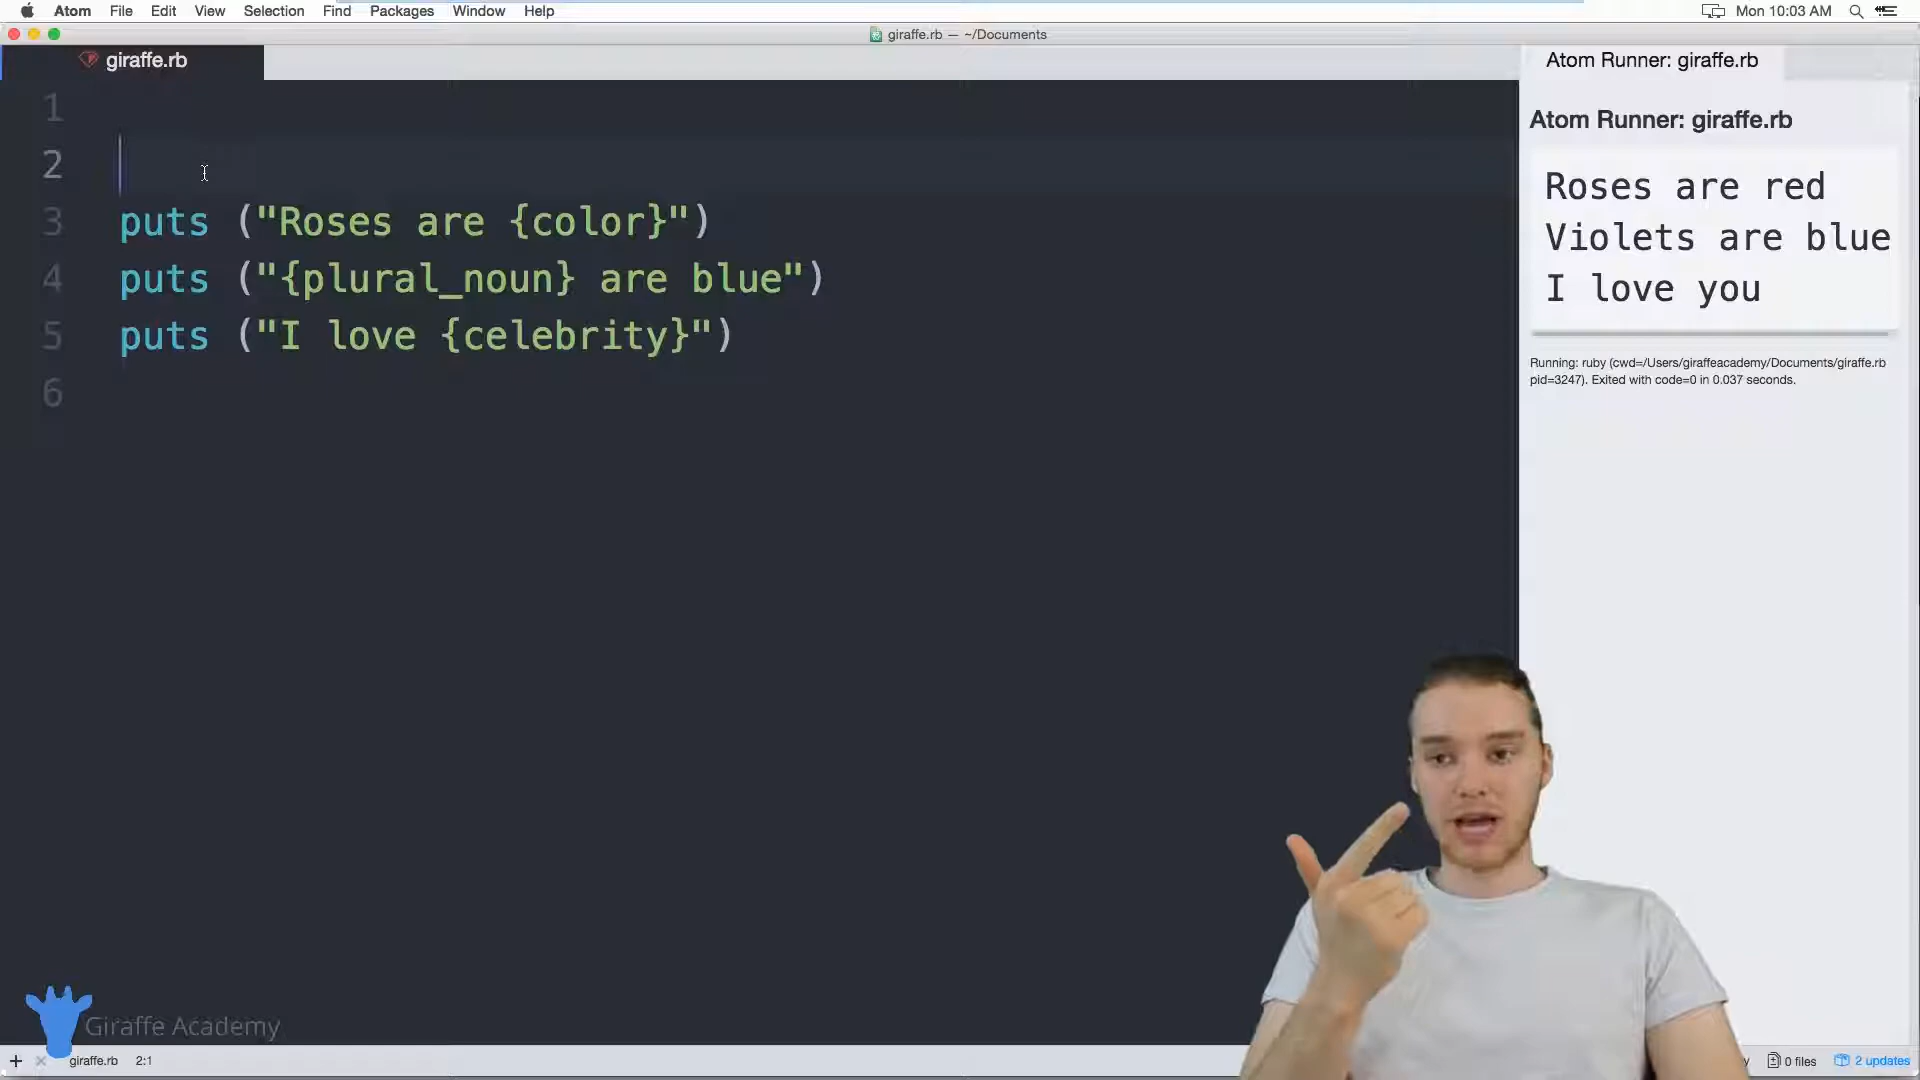 Atom File Edit View Selection Find Packages Window Help Mon 10:03 AM
giraffe.rb — ~/Documents
giraffe.rb
Atom Runner: giraffe.rb
1
2
3 puts ("Roses are {color}")
4 puts ("{plural_noun} are blue")
5 puts ("I love {celebrity}")
6
Atom Runner: giraffe.rb
Roses are red
Violets are blue
I love you
Running: ruby (cwd=/Users/giraffeacademy/Documents/giraffe.rb
pid=3247). Exited with code=0 in 0.037 seconds.
Giraffe Academy
giraffe.rb 2:1
0 files 2 updates